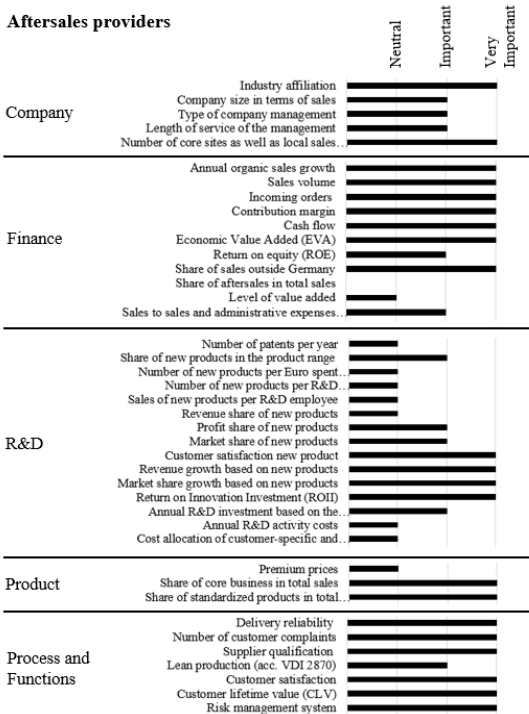 Aftersales providers
Neutral
Important
Very
Important
Company
Industry affiliation
Company size in terms of sales
Type of company management
Length of service of the management
Number of core sites as well as local sales…
Finance
Annual organic sales growth
Sales volume
Incoming orders
Contribution margin
Cash flow
Economic Value Added (EVA)
Return on equity (ROE)
Share of sales outside Germany
Share of aftersales in total sales
Level of value added
Sales to sales and administrative expenses…
R&D
Number of patents per year
Share of new products in the product range
Number of new products per Euro spent…
Number of new products per R&D…
Sales of new products per R&D employee
Revenue share of new products
Profit share of new products
Market share of new products
Customer satisfaction new product
Revenue growth based on new products
Market share growth based on new products
Return on Innovation Investment (ROII)
Annual R&D investment based on the…
Annual R&D activity costs
Cost allocation of customer-specific and…
Product
Premium prices
Share of core business in total sales
Share of standardized products in total…
Process and
Functions
Delivery reliability
Number of customer complaints
Supplier qualification
Lean production (acc. VDI 2870)
Customer satisfaction
Customer lifetime value (CLV)
Risk management system